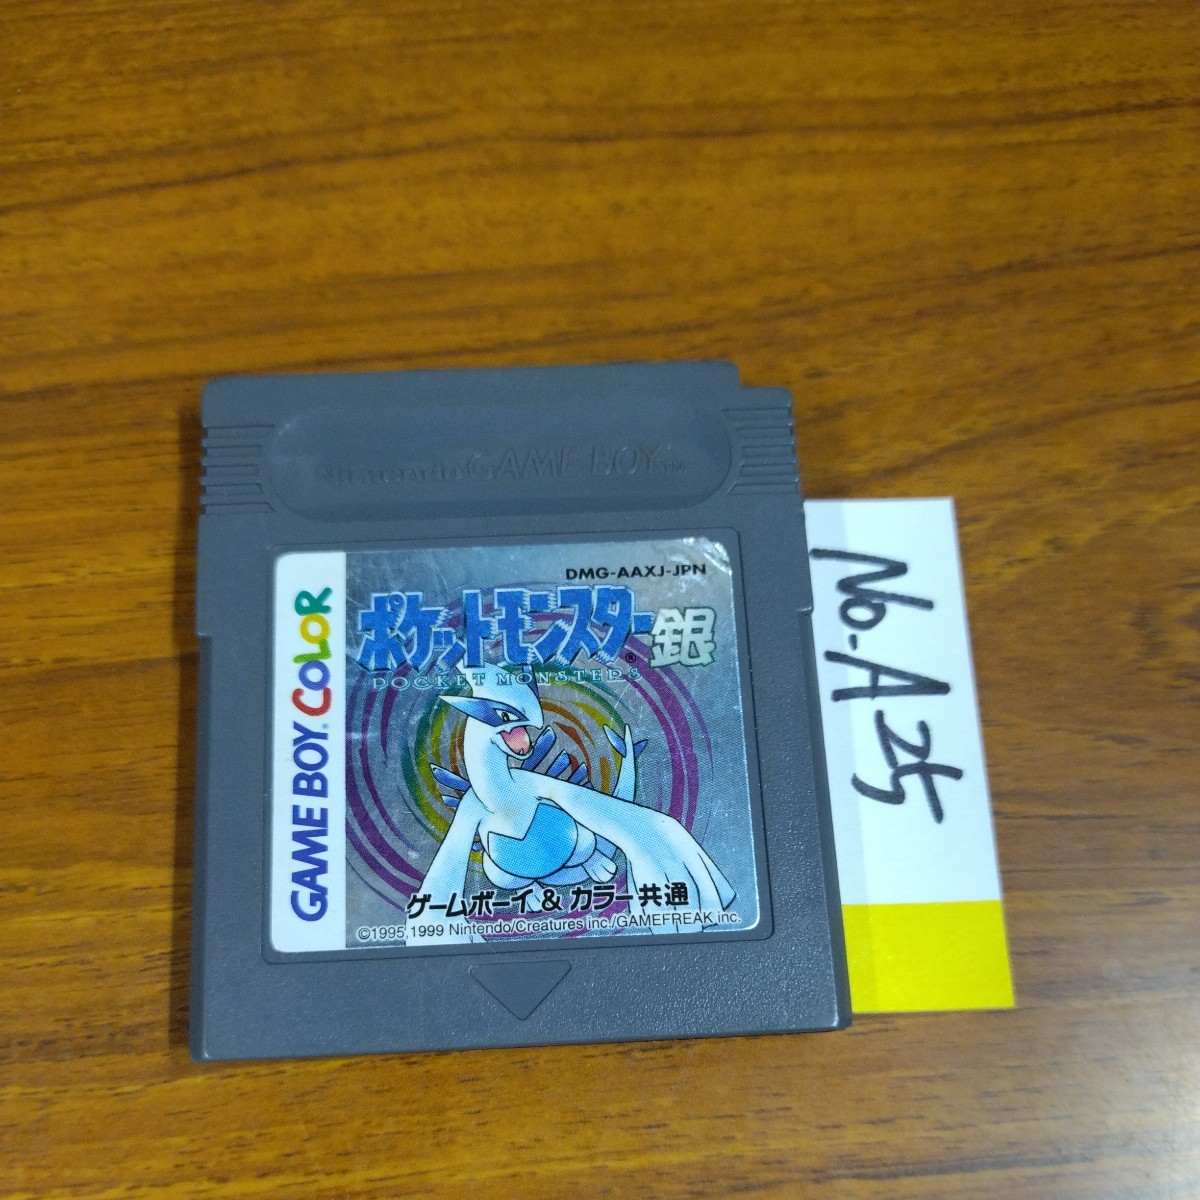 Nintendo GAME BOY™
DMG-AAXJ-JPN
ポケットモンスター®銀
POCKET MONSTERS
GAME BOY COLOR
ゲームボーイ & カラー共通
©1995,1999 Nintendo/Creatures inc./GAMEFREAK inc.
No.A25